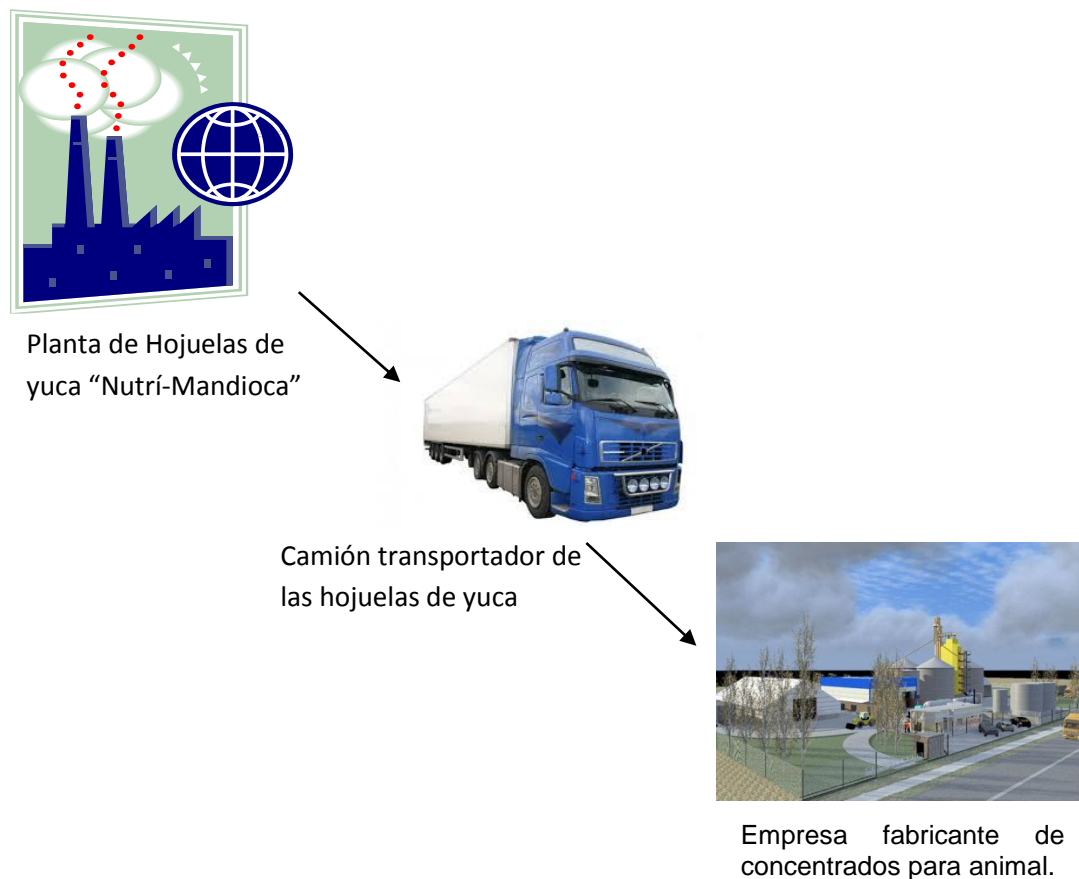 Planta de Hojuelas de
yuca “Nutrí-Mandioca”
Camión transportador de
las hojuelas de yuca
Empresa fabricante de
concentrados para animal.